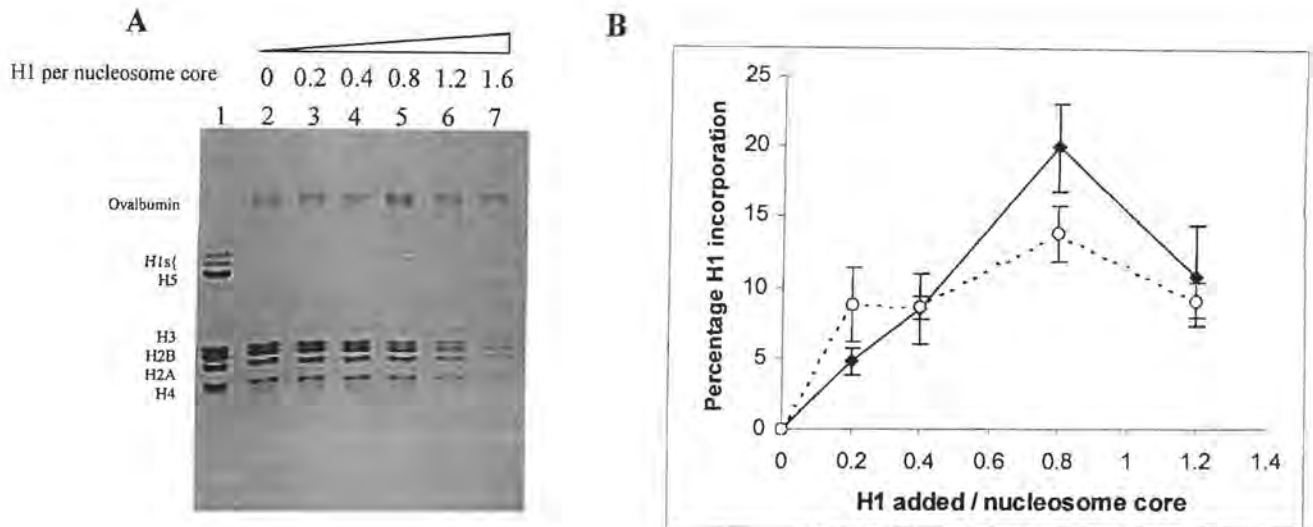 A
H1 per nucleosome core 0 0.2 0.4 0.8 1.2 1.6
1 2 3 4 5 6 7
Ovalbumin
H1s{
H5
H3
H2B
H2A
H4
B
Percentage H1 incorporation
25
20
15
10
5
0
0 0.2 0.4 0.6 0.8 1 1.2 1.4
H1 added / nucleosome core